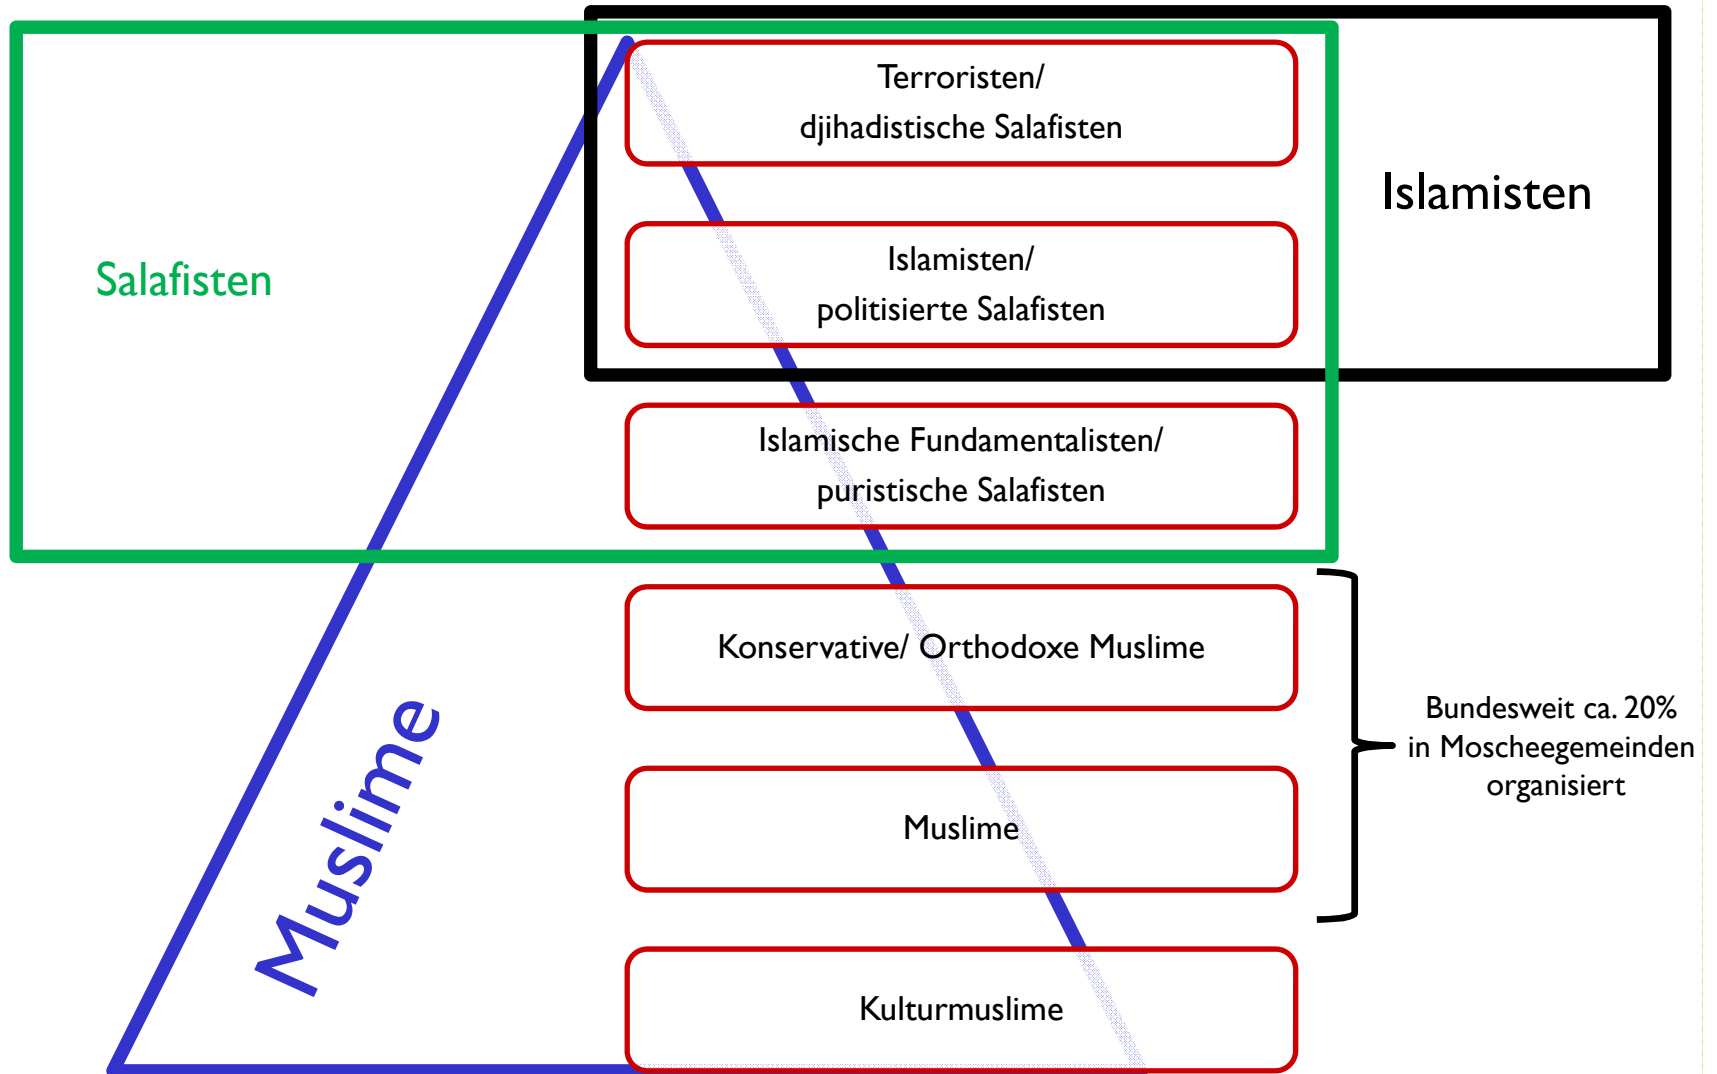 Terroristen/
djihadistische Salafisten
Islamisten
Salafisten
Islamisten/
politisierte Salafisten
Islamische Fundamentalisten/
puristische Salafisten
Konservative/ Orthodoxe Muslime
Muslime
Bundesweit ca. 20%
in Moscheegemeinden
organisiert
Muslime
Kulturmuslime